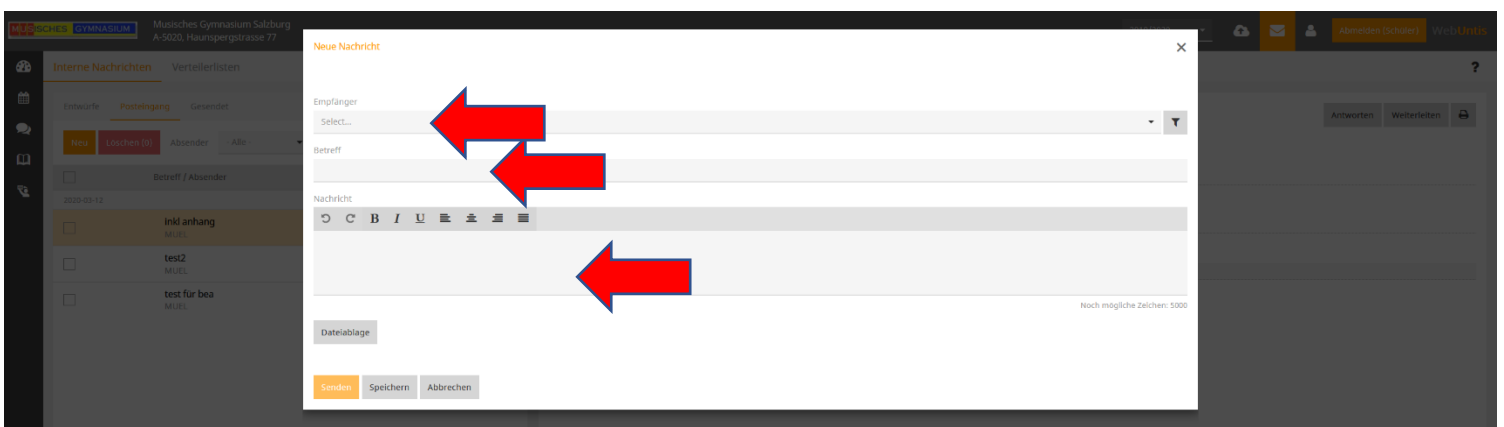 MUSISCHES GYMNASIUM
Musisches Gymnasium Salzburg
A-5020, Haunspergstrasse 77
Abmelden (Schüler)
WebUntis
Interne Nachrichten
Verteilerlisten
?
Entwürfe
Posteingang
Gesendet
Neu
Löschen [0]
Absender
- Alle -
Betreff / Absender
2020-03-12
inkl anhang
MUEL
test2
MUEL
test für bea
MUEL
Antworten
Weiterleiten
Neue Nachricht
Empfänger
Select...
Betreff
Nachricht
B I U
Noch mögliche Zeichen: 5000
Dateiablage
Senden
Speichern
Abbrechen